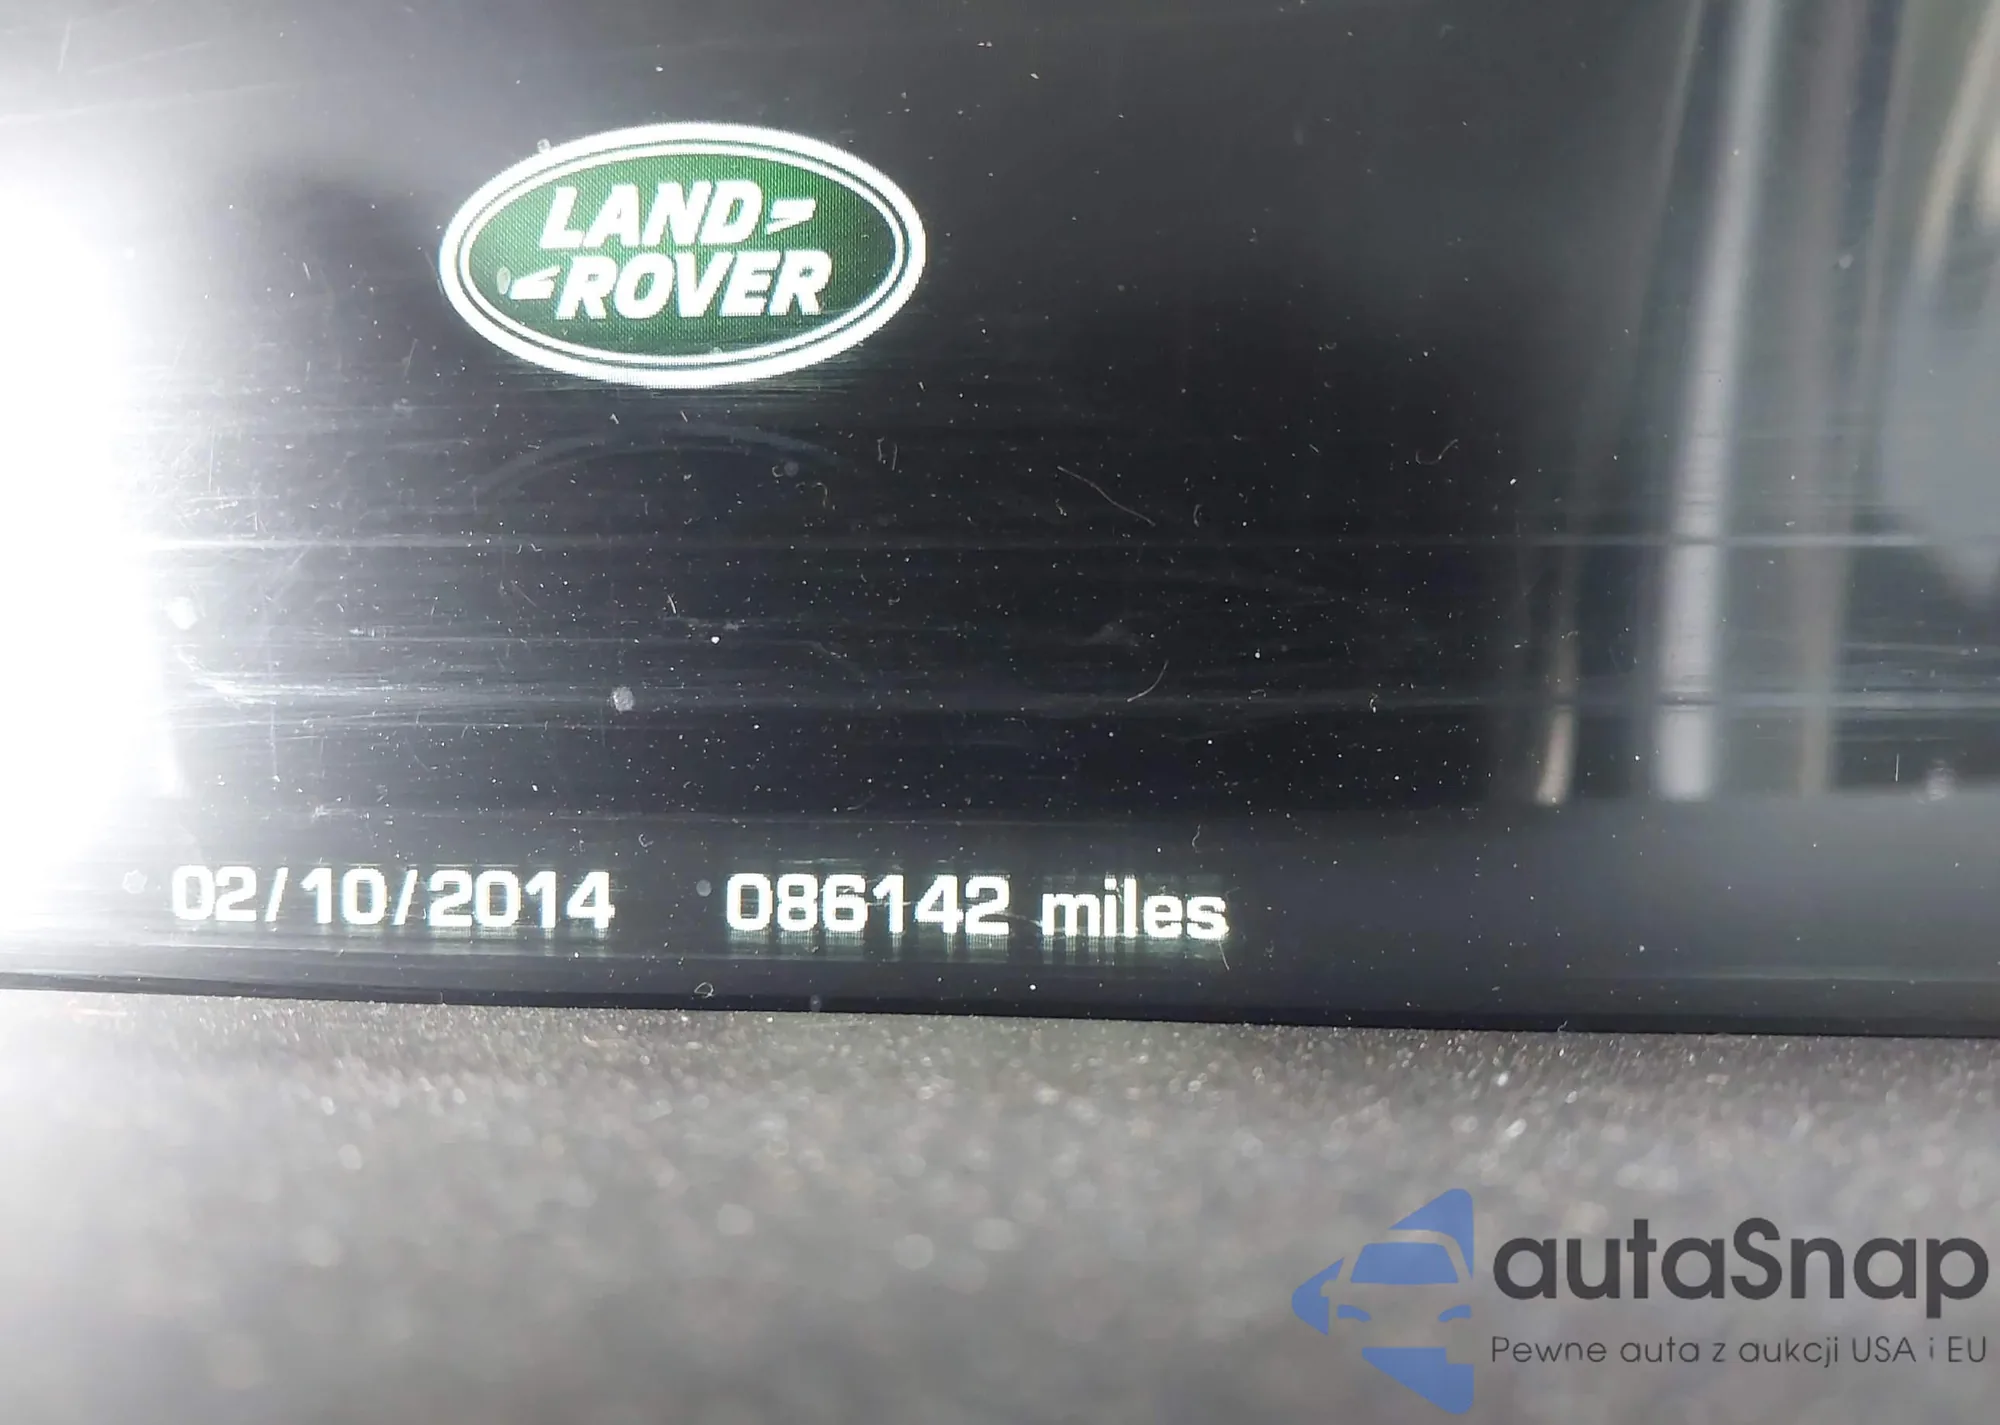 LAND
ROVER
02/10/2014 086142 miles
autaSnap
Pewne auta z aukcji USA i EU